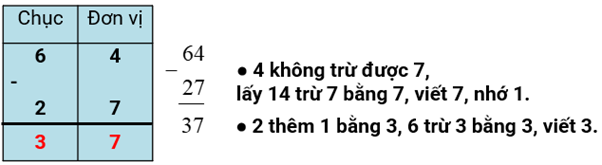 Chục Đơn vị
6 4
-
2 7
3 7
64
−
27
37
● 4 không trừ được 7,
lấy 14 trừ 7 bằng 7, viết 7, nhớ 1.
● 2 thêm 1 bằng 3, 6 trừ 3 bằng 3, viết 3.